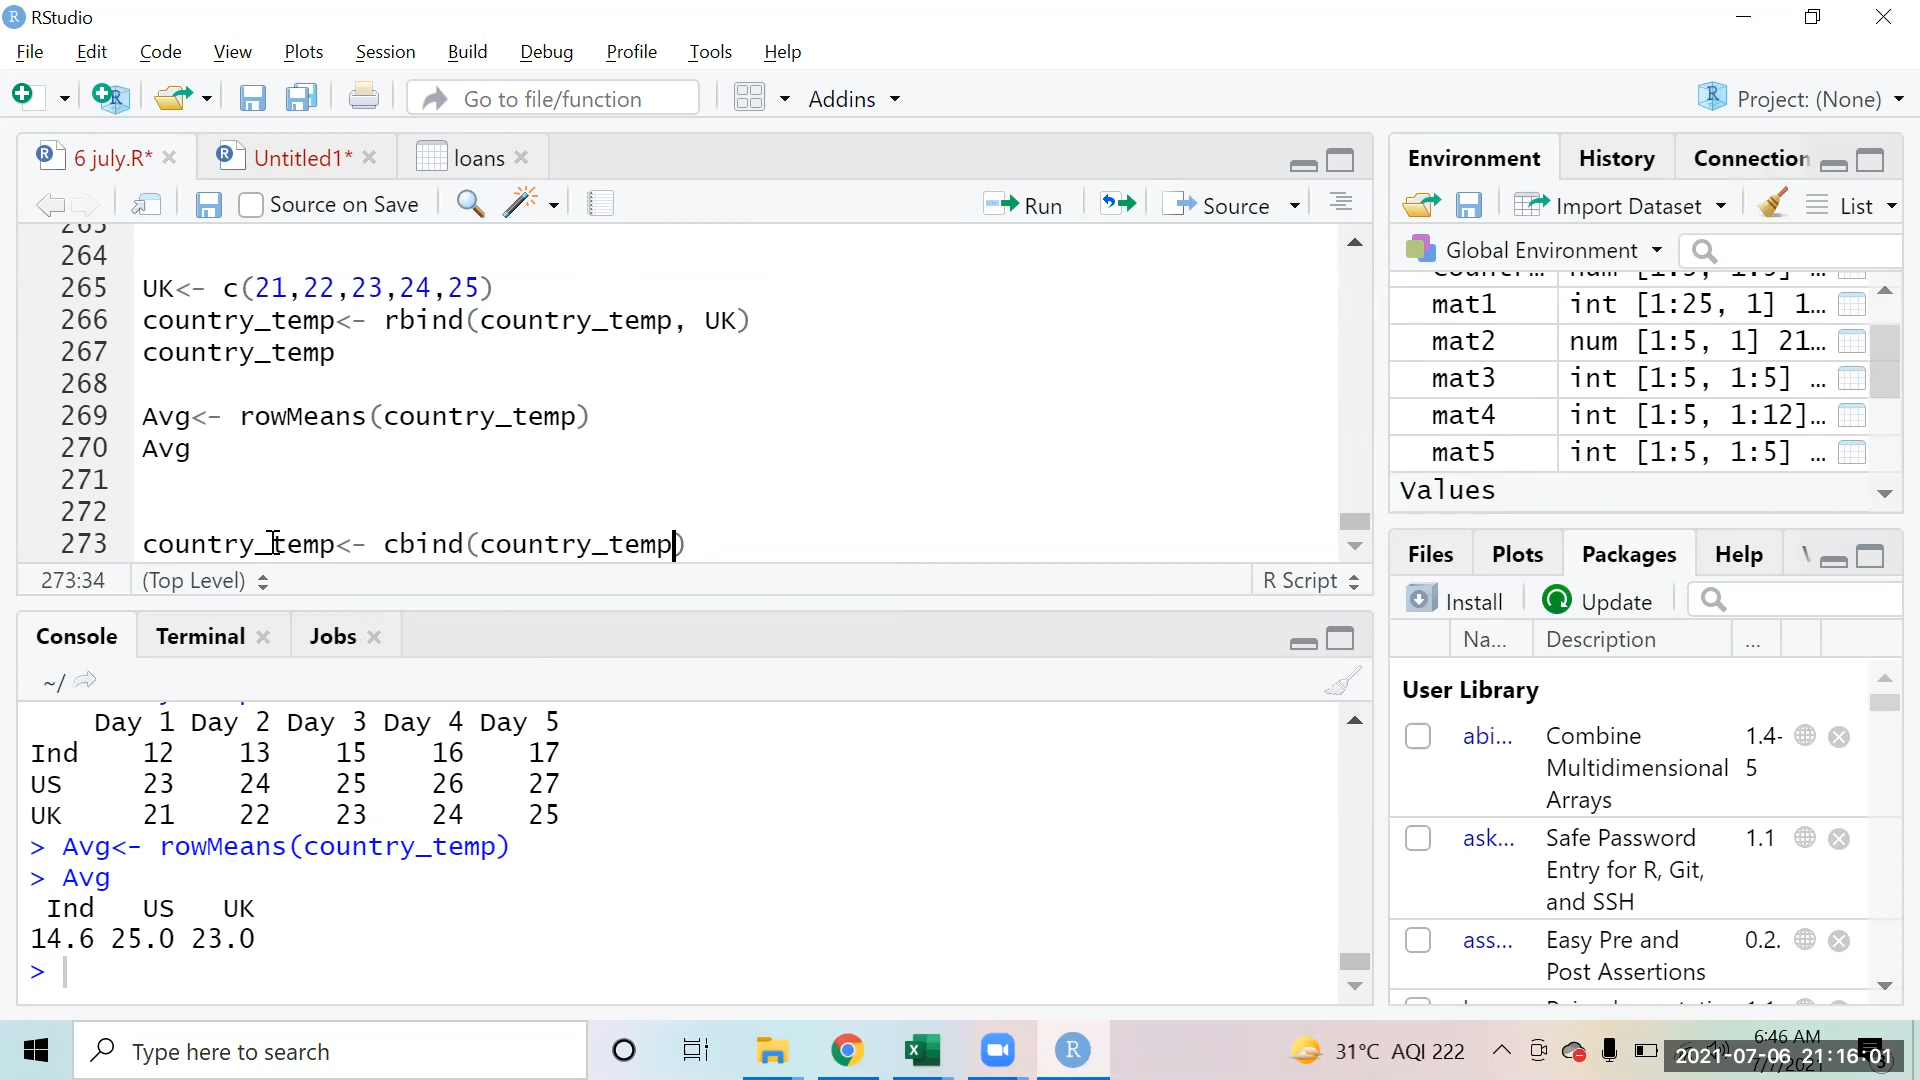 RStudio
File Edit Code View Plots Session Build Debug Profile Tools Help
Go to file/function Addins Project: (None)
6 july.R* Untitled1* loans
Source on Save Run Source
264
265 UK<- c(21,22,23,24,25)
266 country_temp<- rbind(country_temp, UK)
267 country_temp
268
269 Avg<- rowMeans(country_temp)
270 Avg
271
272
273 country_temp<- cbind(country_temp)
273:34 (Top Level) R Script
Console Terminal Jobs
~/
Day 1 Day 2 Day 3 Day 4 Day 5
Ind 12 13 15 16 17
US 23 24 25 26 27
UK 21 22 23 24 25
> Avg<- rowMeans(country_temp)
> Avg
Ind US UK
14.6 25.0 23.0
>
Environment History Connection
Import Dataset List
Global Environment
mat1 int [1:25, 1] 1…
mat2 num [1:5, 1] 21…
mat3 int [1:5, 1:5] …
mat4 int [1:5, 1:12]…
mat5 int [1:5, 1:5] …
Values
Files Plots Packages Help
Install Update
Na... Description ...
User Library
abi... Combine Multidimensional Arrays 1.4-5
ask... Safe Password Entry for R, Git, and SSH 1.1
ass... Easy Pre and Post Assertions 0.2.
Type here to search
31°C AQI 222
6:46 AM
2021-07-06 21:16:01